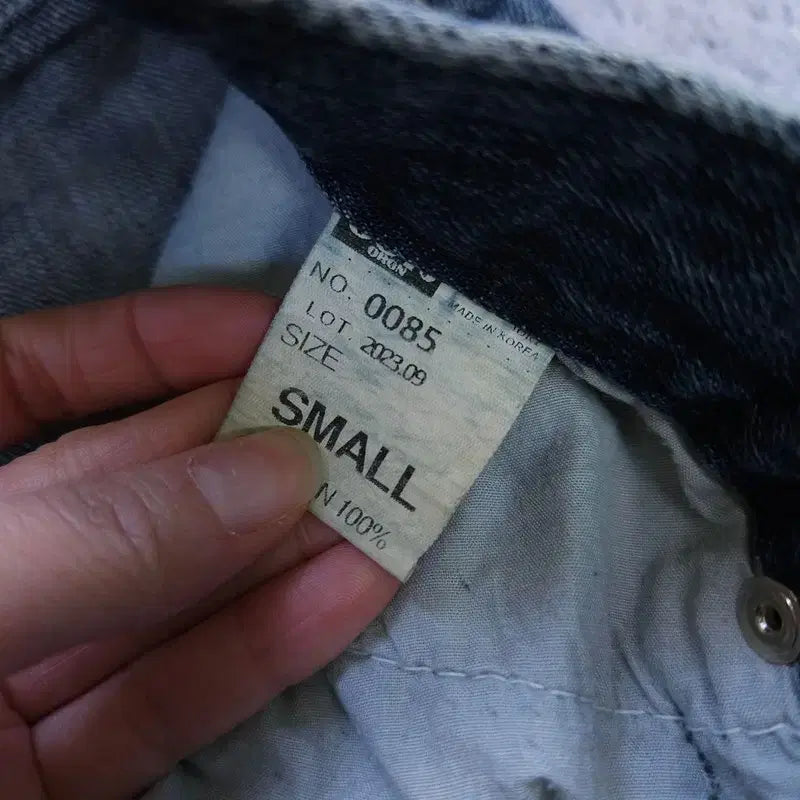 NO. 0085
MADE IN KOREA
LOT. 2023.09
SIZE
SMALL
N 100%